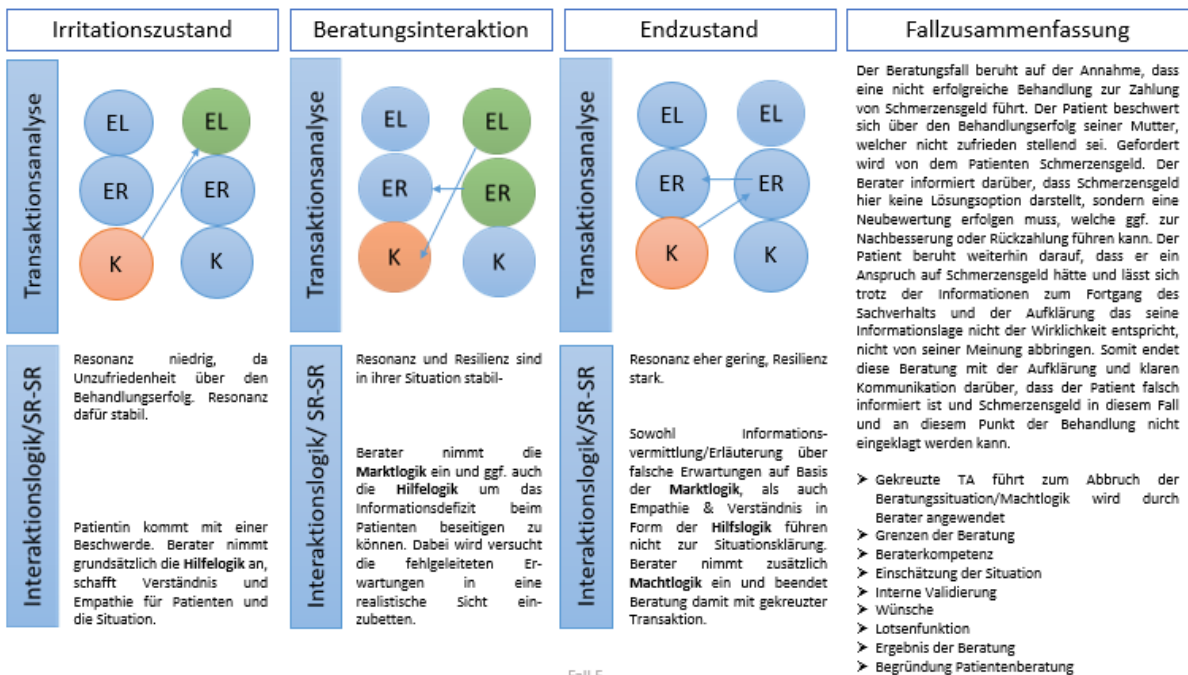 Irritationszustand
Beratungsinteraktion
Endzustand
Fallzusammenfassung
Transaktionsanalyse
EL
EL
ER
ER
K
K
Transaktionsanalyse
EL
EL
ER
ER
K
K
Transaktionsanalyse
EL
EL
ER
ER
K
K
Interaktionslogik/SR-SR
Resonanz niedrig, da
Unzufriedenheit über den
Behandlungserfolg. Resonanz
dafür stabil.
Patientin kommt mit einer
Beschwerde. Berater nimmt
grundsätzlich die Hilfelogik an,
schafft Verständnis und
Empathie für Patienten und
die Situation.
Interaktionslogik/ SR-SR
Resonanz und Resilienz sind
in ihrer Situation stabil-
Berater nimmt die
Marktlogik ein und ggf. auch
die Hilfelogik um das
Informationsdefizit beim
Patienten beseitigen zu
können. Dabei wird versucht
die fehlgeleiteten Er-
wartungen in eine
realistische Sicht ein-
zubetten.
Interaktionslogik/ SR-SR
Resonanz eher gering, Resilienz
stark.
Sowohl Informations-
vermittlung/Erläuterung über
falsche Erwartungen auf Basis
der Marktlogik, als auch
Empathie & Verständnis in
Form der Hilfslogik führen
nicht zur Situationsklärung.
Berater nimmt zusätzlich
Machtlogik ein und beendet
Beratung damit mit gekreuzter
Transaktion.
Der Beratungsfall beruht auf der Annahme, dass
eine nicht erfolgreiche Behandlung zur Zahlung
von Schmerzensgeld führt. Der Patient beschwert
sich über den Behandlungserfolg seiner Mutter,
welcher nicht zufrieden stellend sei. Gefordert
wird von dem Patienten Schmerzensgeld. Der
Berater informiert darüber, dass Schmerzensgeld
hier keine Lösungsoption darstellt, sondern eine
Neubewertung erfolgen muss, welche ggf. zur
Nachbesserung oder Rückzahlung führen kann. Der
Patient beruht weiterhin darauf, dass er ein
Anspruch auf Schmerzensgeld hätte und lässt sich
trotz der Informationen zum Fortgang des
Sachverhalts und der Aufklärung das seine
Informationslage nicht der Wirklichkeit entspricht,
nicht von seiner Meinung abbringen. Somit endet
diese Beratung mit der Aufklärung und klaren
Kommunikation darüber, dass der Patient falsch
informiert ist und Schmerzensgeld in diesem Fall
und an diesem Punkt der Behandlung nicht
eingeklagt werden kann.
➤ Gekreuzte TA führt zum Abbruch der
Beratungssituation/Machtlogik wird durch
Berater angewendet
➤ Grenzen der Beratung
➤ Beraterkompetenz
➤ Einschätzung der Situation
➤ Interne Validierung
➤ Wünsche
➤ Lotsenfunktion
➤ Ergebnis der Beratung
➤ Begründung Patientenberatung